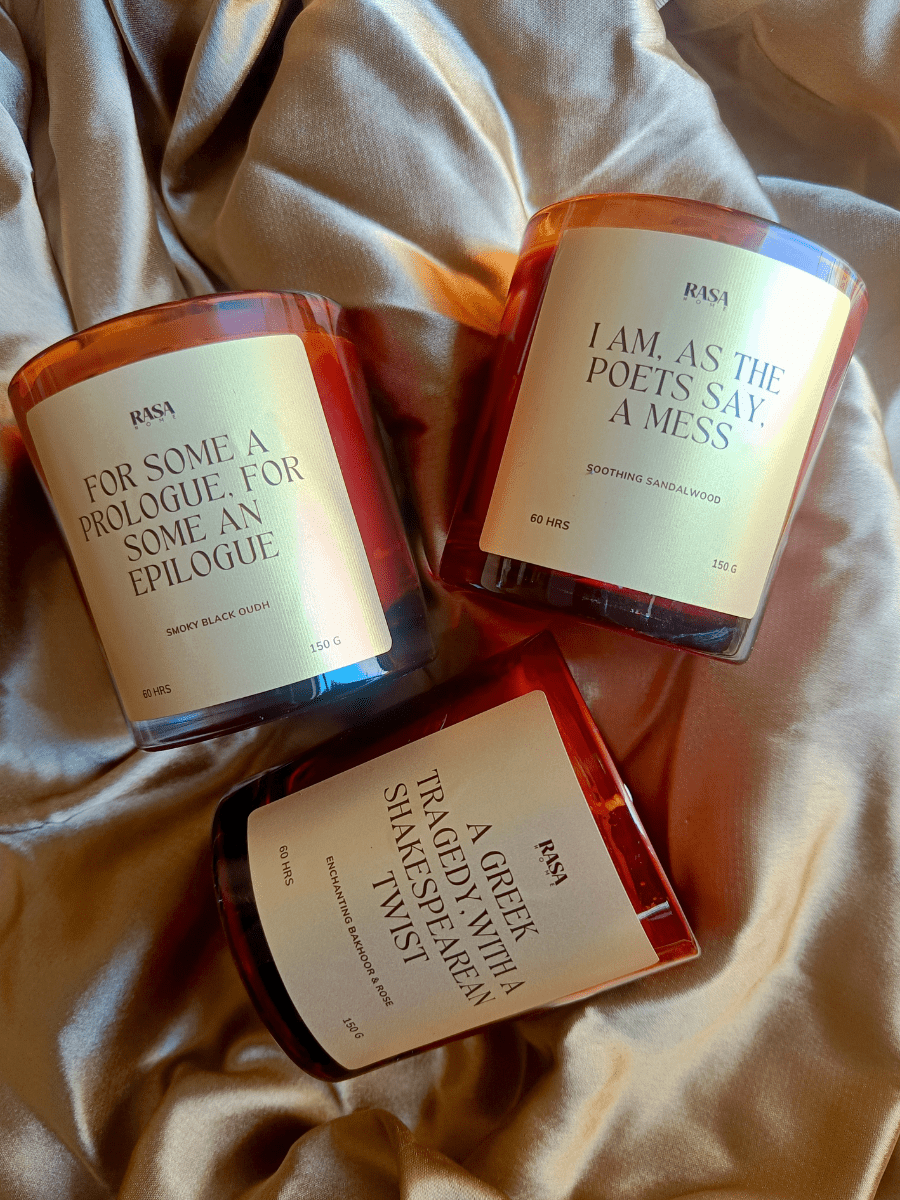 RASA
ROHE
FOR SOME A
PROLOGUE, FOR
SOME AN
EPILOGUE
SMOKY BLACK OUDH
60 HRS
150 G
RASA
I AM, AS THE
POETS SAY,
A MESS
SOOTHING SANDALWOOD
60 HRS
150 G
RASA
A GREEK
TRAGEDY, WITH A
SHAKESPEAREAN
TWIST
ENCHANTING BAKHOOR & ROSE
60 HRS
150 G